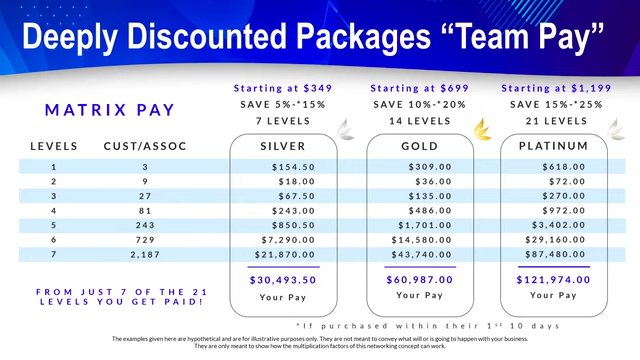 Deeply Discounted Packages “Team Pay”
Starting at $349 Starting at $699 Starting at $1,199
MATRIX PAY SAVE 5%-*15% SAVE 10%-*20% SAVE 15%-*25%
7 LEVELS 14 LEVELS 21 LEVELS
LEVELS CUST/ASSOC SILVER GOLD PLATINUM
1 3 $154.50 $309.00 $618.00
2 9 $18.00 $36.00 $72.00
3 27 $67.50 $135.00 $270.00
4 81 $243.00 $486.00 $972.00
5 243 $850.50 $1,701.00 $3,402.00
6 729 $7,290.00 $14,580.00 $29,160.00
7 2,187 $21,870.00 $43,740.00 $87,480.00
$30,493.50 $60,987.00 $121,974.00
FROM JUST 7 OF THE 21
LEVELS YOU GET PAID!
Your Pay Your Pay Your Pay
*If purchased within their 1st 10 days
The examples given here are hypothetical and are for illustrative purposes only. They are not meant to convey what will or is going to happen with your business.
They are only meant to show how the multiplication factors of this networking concept can work.